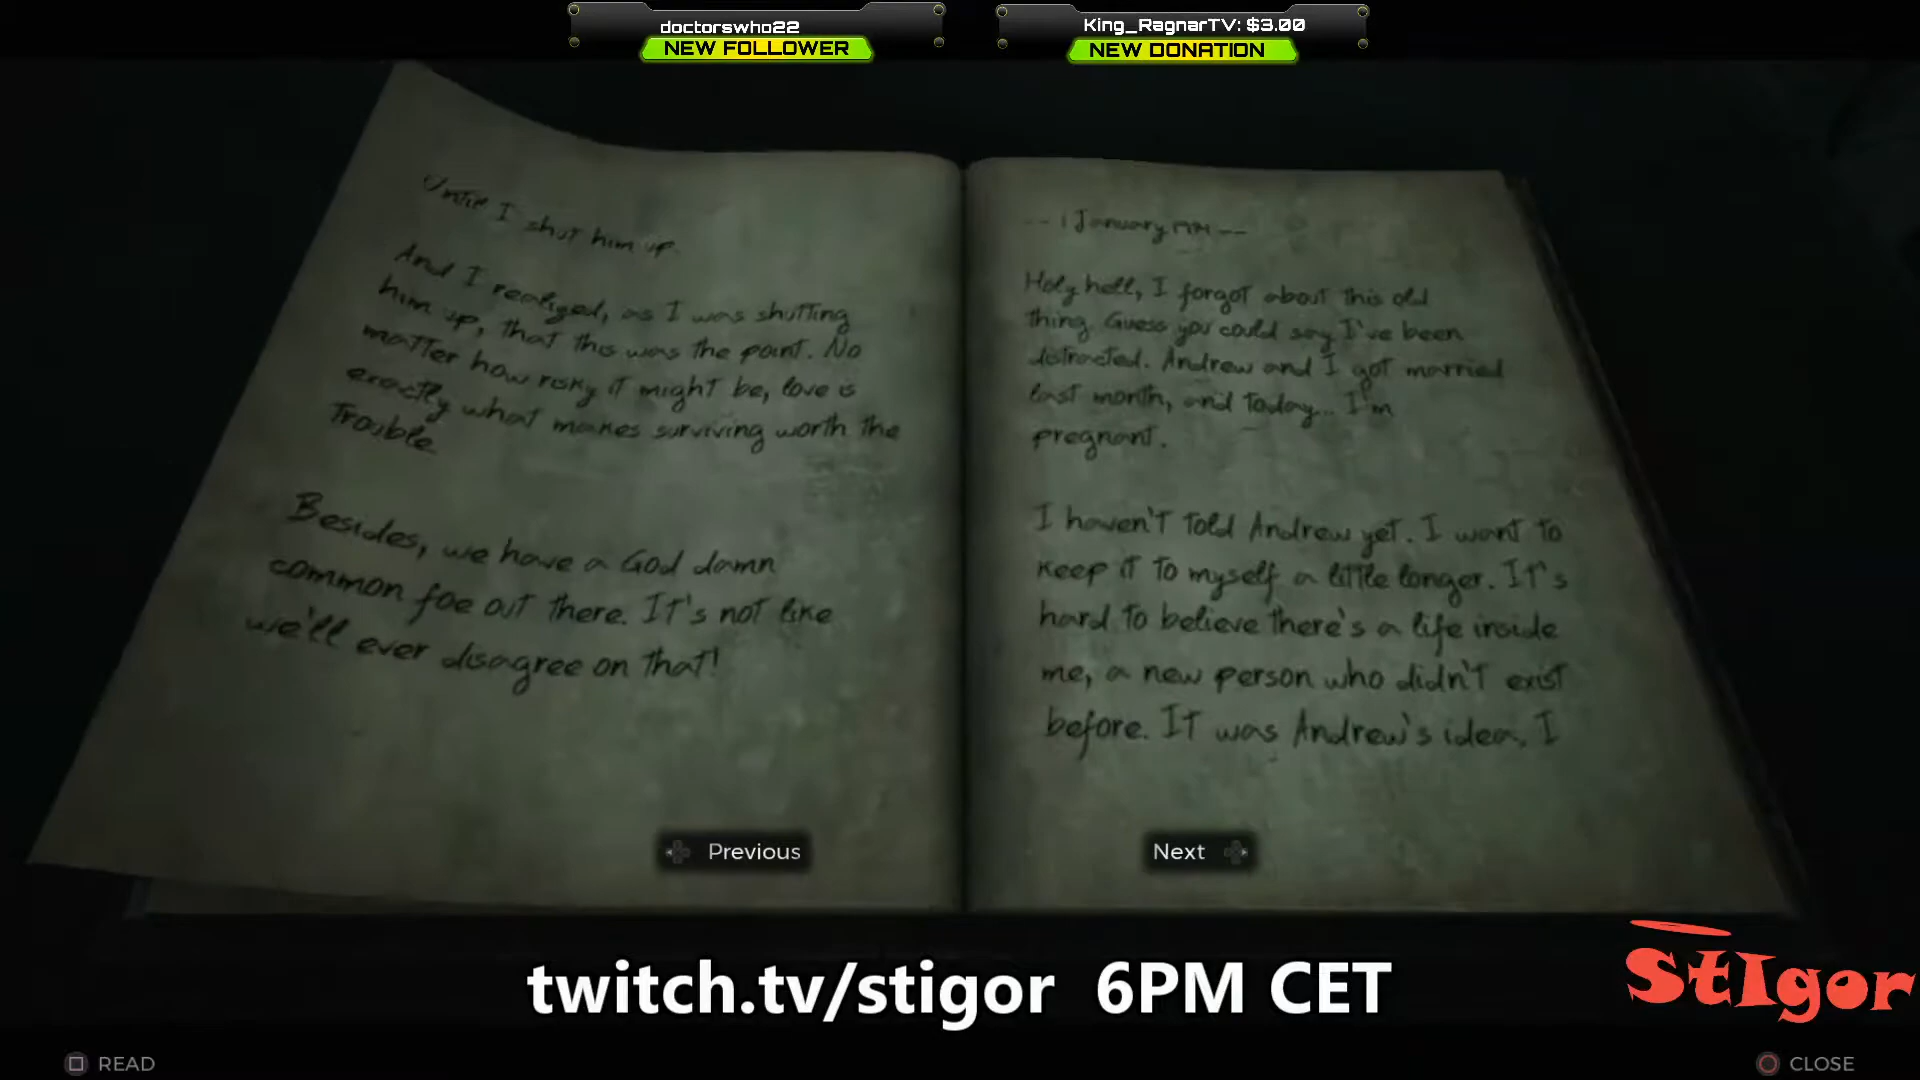 doctorswho22
NEW FOLLOWER
King_RagnarTV: $3.00
NEW DONATION
Until I shut him up.
And I realized, as I was shutting
him up, that this was the point. No
matter how risky it might be, love is
exactly what makes surviving worth the
Trouble.
Besides, we have a God damn
common foe out there. It's not like
we'll ever disagree on that!
-- 1 January --
Holy hell, I forgot about this old
thing. Guess you could say I've been
distracted. Andrew and I got married
last month, and today... I'm
pregnant.
I haven't told Andrew yet. I want to
keep it to myself a little longer. It's
hard to believe there's a life inside
me, a new person who didn't exist
before. It was Andrew's idea, I
Previous
Next
twitch.tv/stigor 6PM CET
StIgor
READ
CLOSE